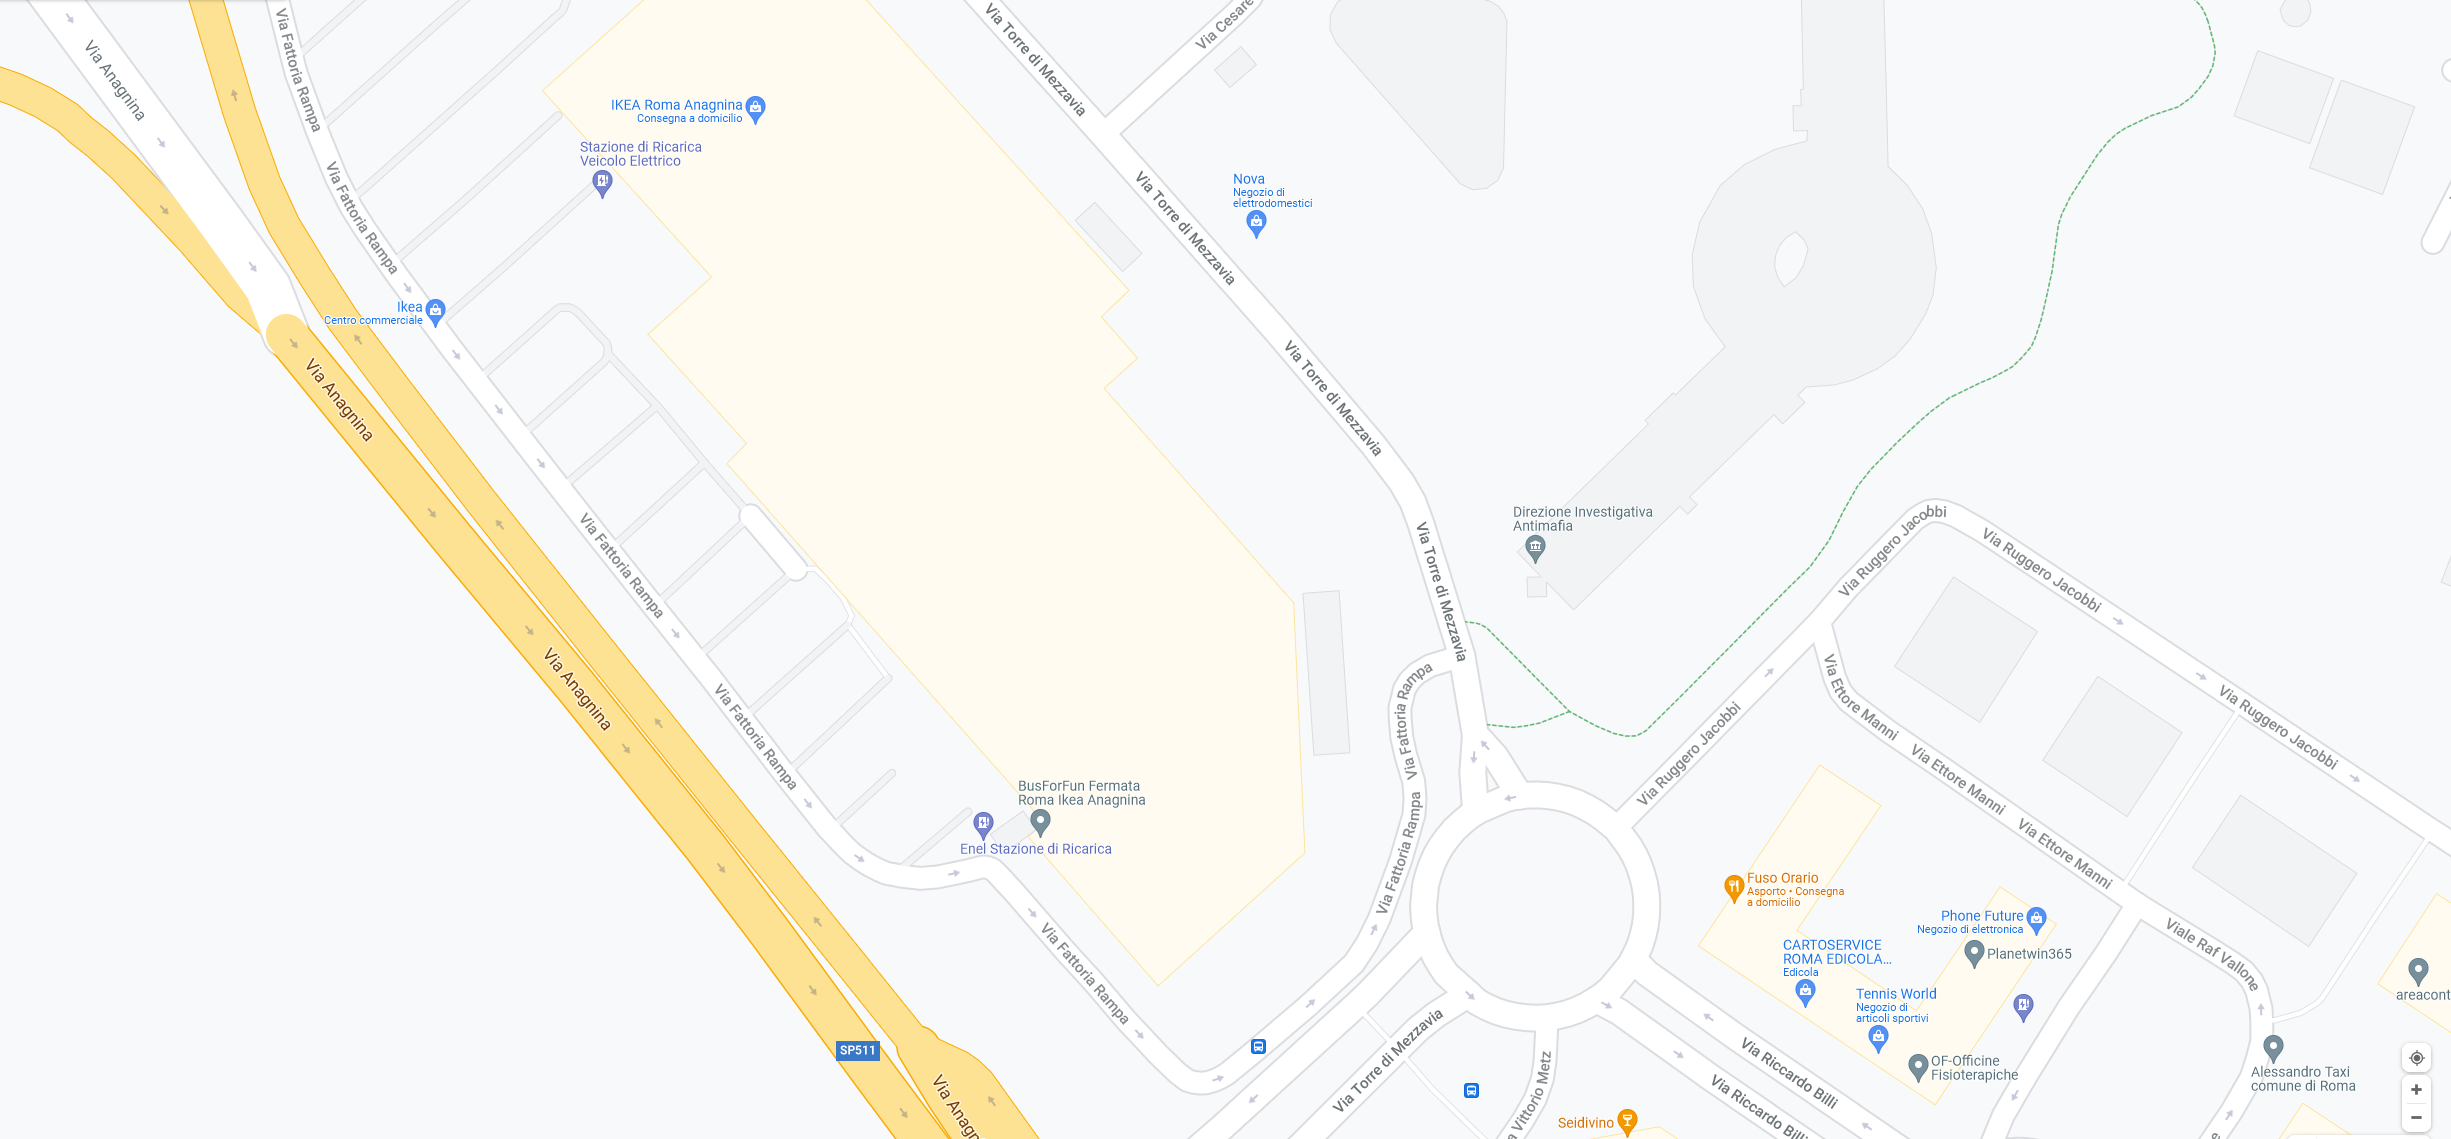 Via Anagnina
Via Fattoria Rampa
Via Torre di Mezzavia
Via Cesare
IKEA Roma Anagnina
Consegna a domicilio
Stazione di Ricarica
Veicolo Elettrico
Via Fattoria Rampa
Nova
Negozio di
elettrodomestici
Via Torre di Mezzavia
Ikea
Centro commerciale
Via Anagnina
Via Torre di Mezzavia
Direzione Investigativa
Antimafia
Via Fattoria Rampa
Via Torre di Mezzavia
Via Ruggero Jacobbi
Via Ruggero Jacobbi
Via Anagnina
Via Fattoria Rampa
Via Fattoria Rampa
Via Ruggero Jacobbi
Via Ettore Manni
Via Ettore Manni
Via Ruggero Jacobbi
BusForFun Fermata
Roma Ikea Anagnina
Enel Stazione di Ricarica
Via Fattoria Rampa
Via Ettore Manni
Fuso Orario
Asporto • Consegna
a domicilio
Phone Future
Negozio di elettronica
Planetwin365
CARTOSERVICE
ROMA EDICOLA...
Edicola
Tennis World
Negozio di
articoli sportivi
Viale Raf Vallone
areacont
Via Fattoria Rampa
SP511
Via Anagn
Via Torre di Mezzavia
Vittorio Metz
Via Riccardo Billi
Via Riccardo Billi
OF-Officine
Fisioterapiche
Alessandro Taxi
comune di Roma
Seidivino